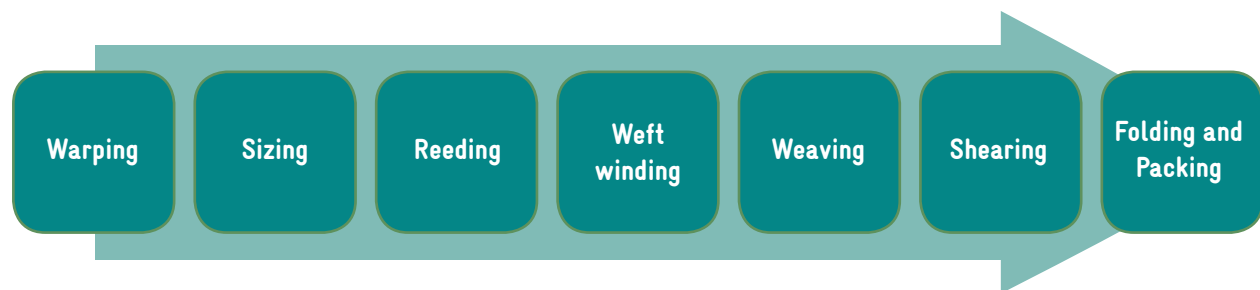 Warping
Sizing
Reeding
Weft
winding
Weaving
Shearing
Folding and
Packing